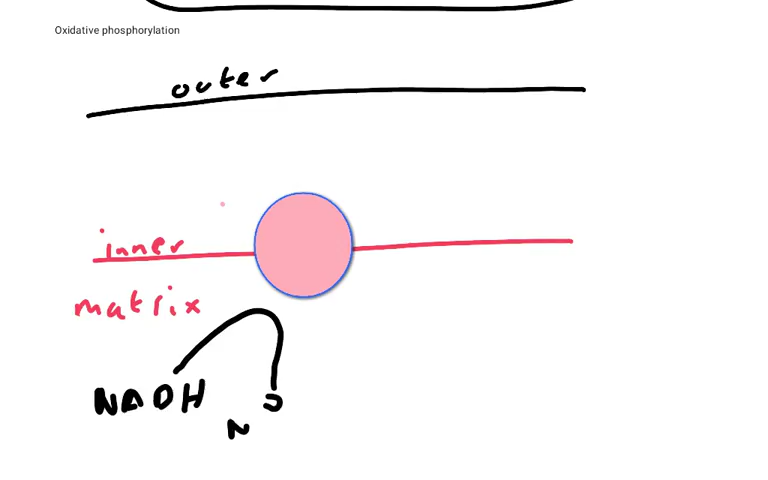 Oxidative phosphorylation
outer
inner
matrix
NADH
N